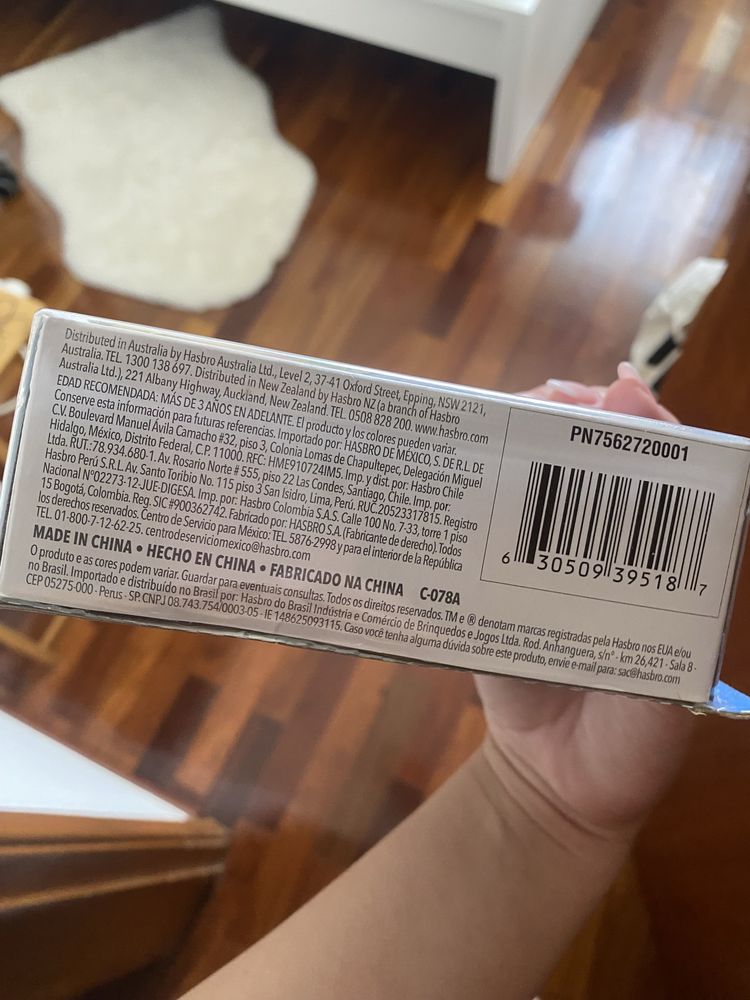 Distributed in Australia by Hasbro Australia Ltd., Level 2, 37-41 Oxford Street, Epping, NSW 2121,
Australia. TEL. 1300 138 697. Distributed in New Zealand by Hasbro NZ (a branch of Hasbro
Australia Ltd.), 221 Albany Highway, Auckland, New Zealand. TEL. 0508 828 200. www.hasbro.com
EDAD RECOMENDADA: MÁS DE 3 AÑOS EN ADELANTE. El producto y los colores pueden variar.
Conserve esta información para futuras referencias. Importado por: HASBRO DE MÉXICO, S. DE R.L. DE
C.V. Boulevard Manuel Ávila Camacho #32, piso 3, Colonia Lomas de Chapultepec, Delegación Miguel
Hidalgo, México, Distrito Federal, C.P. 11000. RFC: HME910724IM5. Imp. y dist. por: Hasbro Chile
Ltda. RUT.:78.934.680-1. Av. Rosario Norte # 555, piso 22 Las Condes, Santiago, Chile. Imp. por:
Hasbro Perú S.R.L. Av. Santo Toribio No. 115 piso 3 San Isidro, Lima, Perú. RUC.20523317815. Registro
Nacional N°02273-12-JUE-DIGESA. Imp. por: Hasbro Colombia S.A.S. Calle 100 No. 7-33, torre 1 piso
15 Bogotá, Colombia. Reg. SIC #900362742. Fabricado por: HASBRO S.A. (Fabricante de derecho). Todos
los derechos reservados. Centro de Servicio para México: TEL. 5876-2998 y para el interior de la República
TEL. 01-800-7-12-62-25. centrodeserviciomexico@hasbro.com
MADE IN CHINA • HECHO EN CHINA • FABRICADO NA CHINA C-078A
O produto e as cores podem variar. Guardar para eventuais consultas. Todos os direitos reservados. TM e ® denotam marcas registradas pela Hasbro nos EUA e/ou
no Brasil. Importado e distribuído no Brasil por: Hasbro do Brasil Indústria e Comércio de Brinquedos e Jogos Ltda. Rod. Anhanguera, s/nº - km 26,421 - Sala 8 -
CEP 05275-000 - Perus - SP. CNPJ 08.743.754/0003-05 - IE 148625093115. Caso você tenha alguma dúvida sobre este produto, envie e-mail para: sac@hasbro.com
PN7562720001
6 30509 39518 7